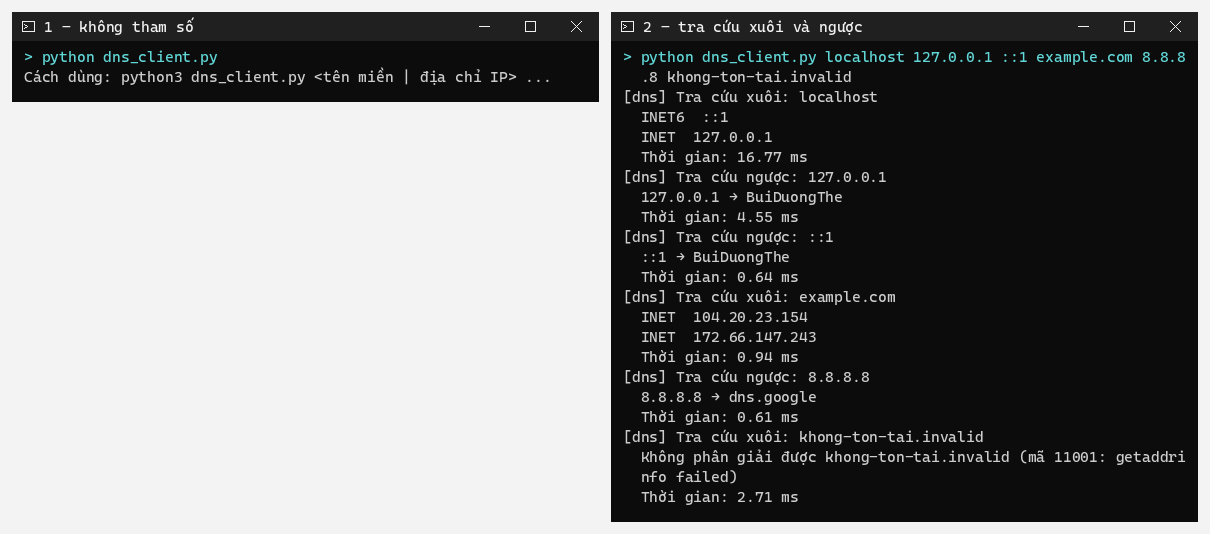 1 – không tham số
> python dns_client.py
Cách dùng: python3 dns_client.py <tên miền | địa chỉ IP> ...
2 – tra cứu xuôi và ngược
> python dns_client.py localhost 127.0.0.1 ::1 example.com 8.8.8
.8 khong-ton-tai.invalid
[dns] Tra cứu xuôi: localhost
INET6  ::1
INET  127.0.0.1
Thời gian: 16.77 ms
[dns] Tra cứu ngược: 127.0.0.1
127.0.0.1 → BuiDuongThe
Thời gian: 4.55 ms
[dns] Tra cứu ngược: ::1
::1 → BuiDuongThe
Thời gian: 0.64 ms
[dns] Tra cứu xuôi: example.com
INET  104.20.23.154
INET  172.66.147.243
Thời gian: 0.94 ms
[dns] Tra cứu ngược: 8.8.8.8
8.8.8.8 → dns.google
Thời gian: 0.61 ms
[dns] Tra cứu xuôi: khong-ton-tai.invalid
Không phân giải được khong-ton-tai.invalid (mã 11001: getaddri
nfo failed)
Thời gian: 2.71 ms